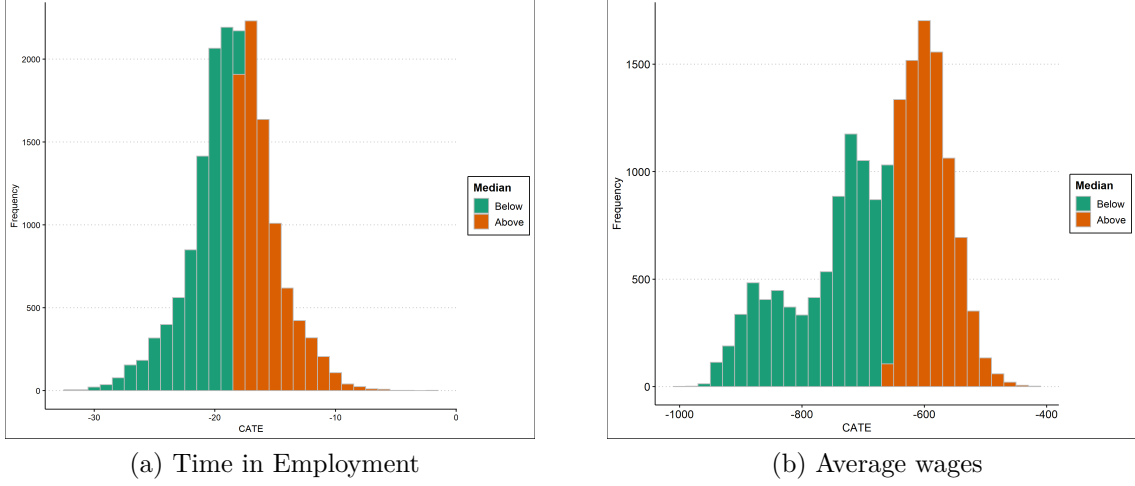 2000
1500
1000
500
0
Frequency
-30
-20
-10
0
CATE
Median
Below
Above
(a) Time in Employment
1500
1000
500
0
Frequency
-1000
-800
-600
-400
CATE
Median
Below
Above
(b) Average wages